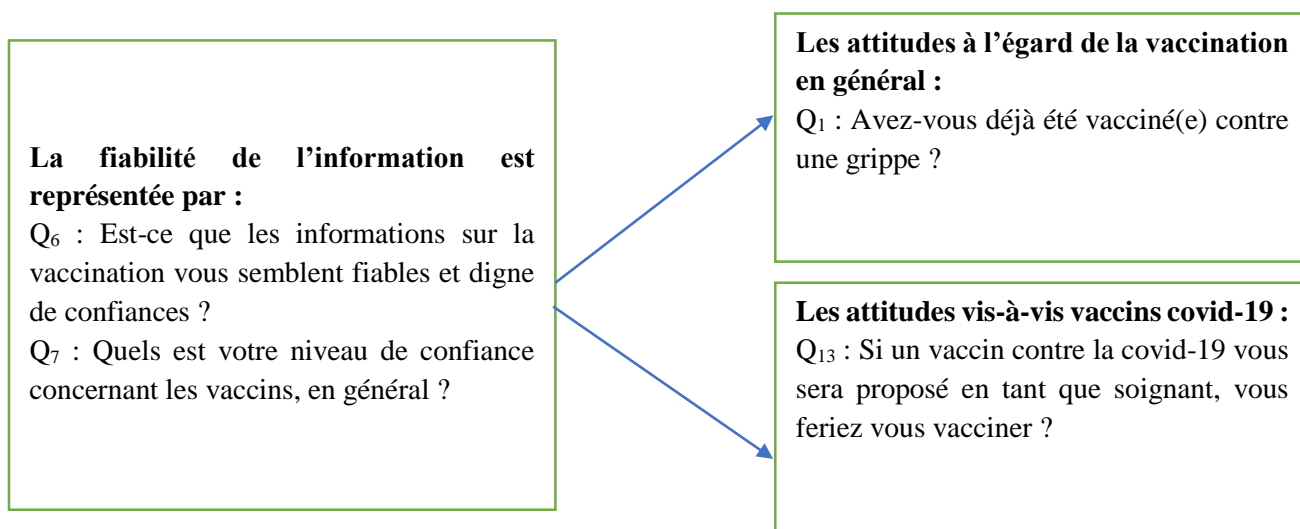 La fiabilité de l’information est
représentée par :
Q6 : Est-ce que les informations sur la
vaccination vous semblent fiables et digne
de confiances ?
Q7 : Quels est votre niveau de confiance
concernant les vaccins, en général ?
Les attitudes à l’égard de la vaccination
en général :
Q1 : Avez-vous déjà été vacciné(e) contre
une grippe ?
Les attitudes vis-à-vis vaccins covid-19 :
Q13 : Si un vaccin contre la covid-19 vous
sera proposé en tant que soignant, vous
feriez vous vacciner ?